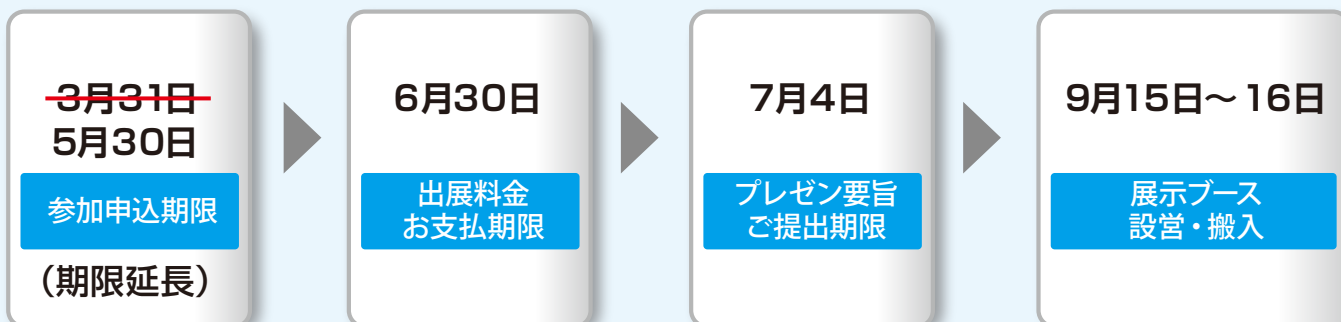 3月31日
5月30日
参加申込期限
（期限延長）
6月30日
出展料金
お支払期限
7月4日
プレゼン要旨
ご提出期限
9月15日～16日
展示ブース
設営・搬入